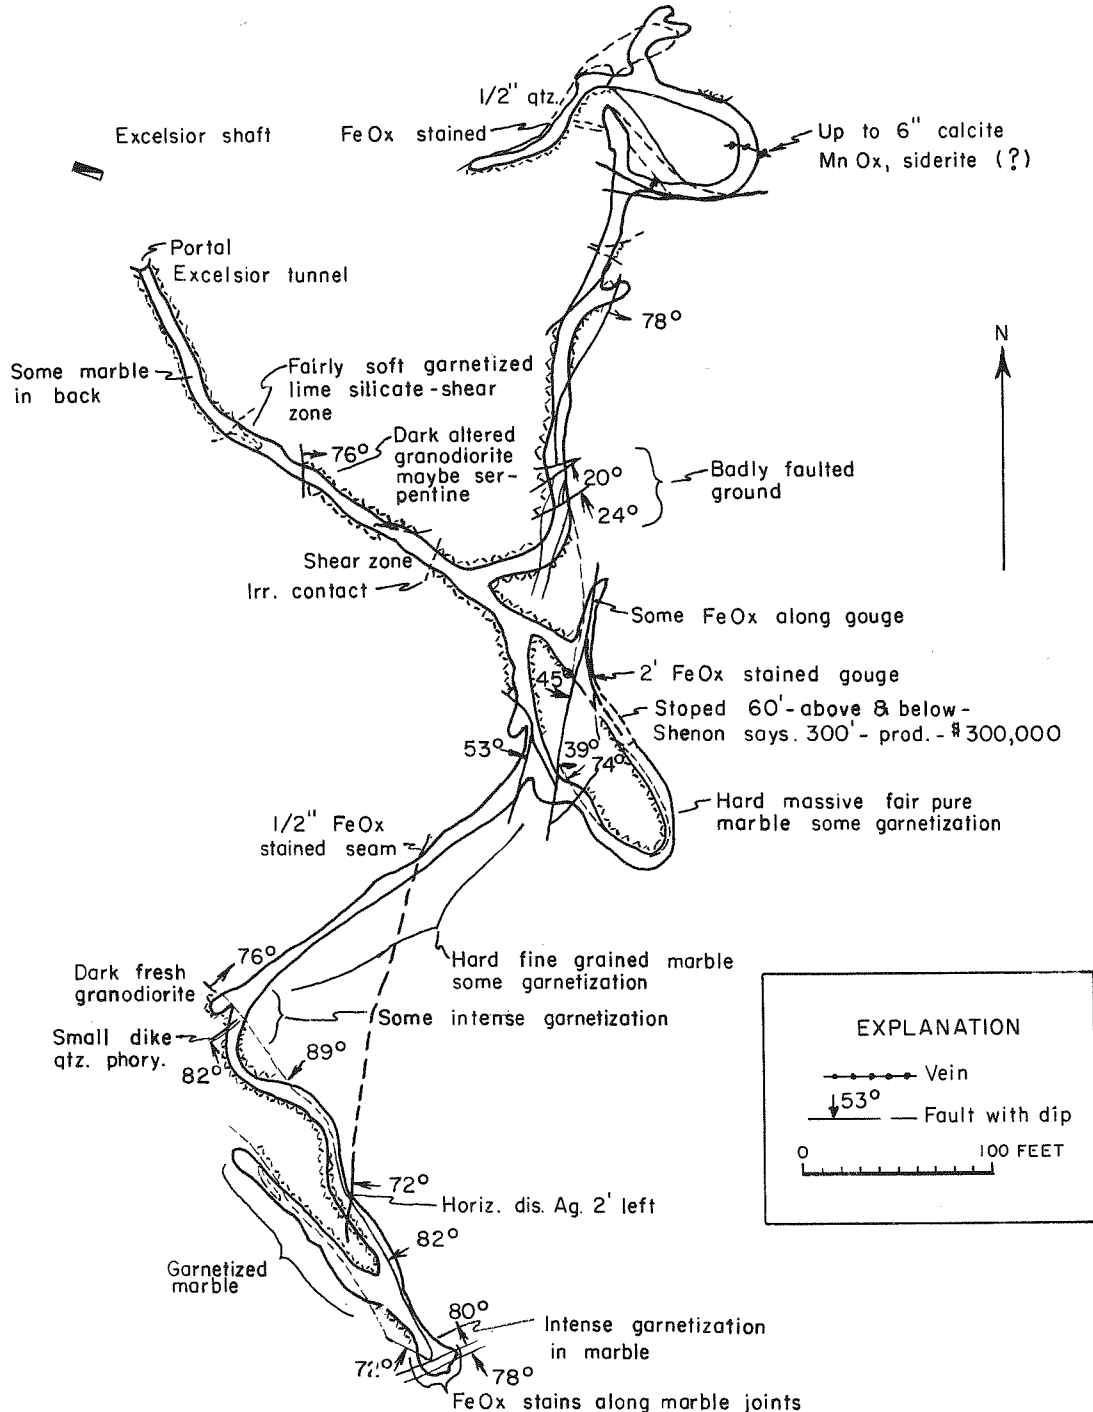 1/2" qtz.
Excelsior shaft
FeOx stained
Up to 6" calcite
MnOx, siderite (?)
Portal
Excelsior tunnel
78°
N
Some marble
in back
Fairly soft garnetized
lime silicate-shear
zone
76°
Dark altered
granodiorite
maybe ser-
pentine
20°
24°
Badly faulted
ground
Shear zone
Irr. contact
Some FeOx along gouge
45°
2' FeOx stained gouge
Stoped 60'-above & below-
Shenon says. 300'- prod.- $300,000
53°
39°
74°
Hard massive fair pure
marble some garnetization
1/2" FeOx
stained seam
76°
Dark fresh
granodiorite
Hard fine grained marble
some garnetization
Some intense garnetization
Small dike
qtz. phory.
82°
89°
EXPLANATION
Vein
53°
Fault with dip
0 100 FEET
72°
Horiz. dis. Ag. 2' left
82°
Garnetized
marble
80°
Intense garnetization
in marble
72°
78°
FeOx stains along marble joints